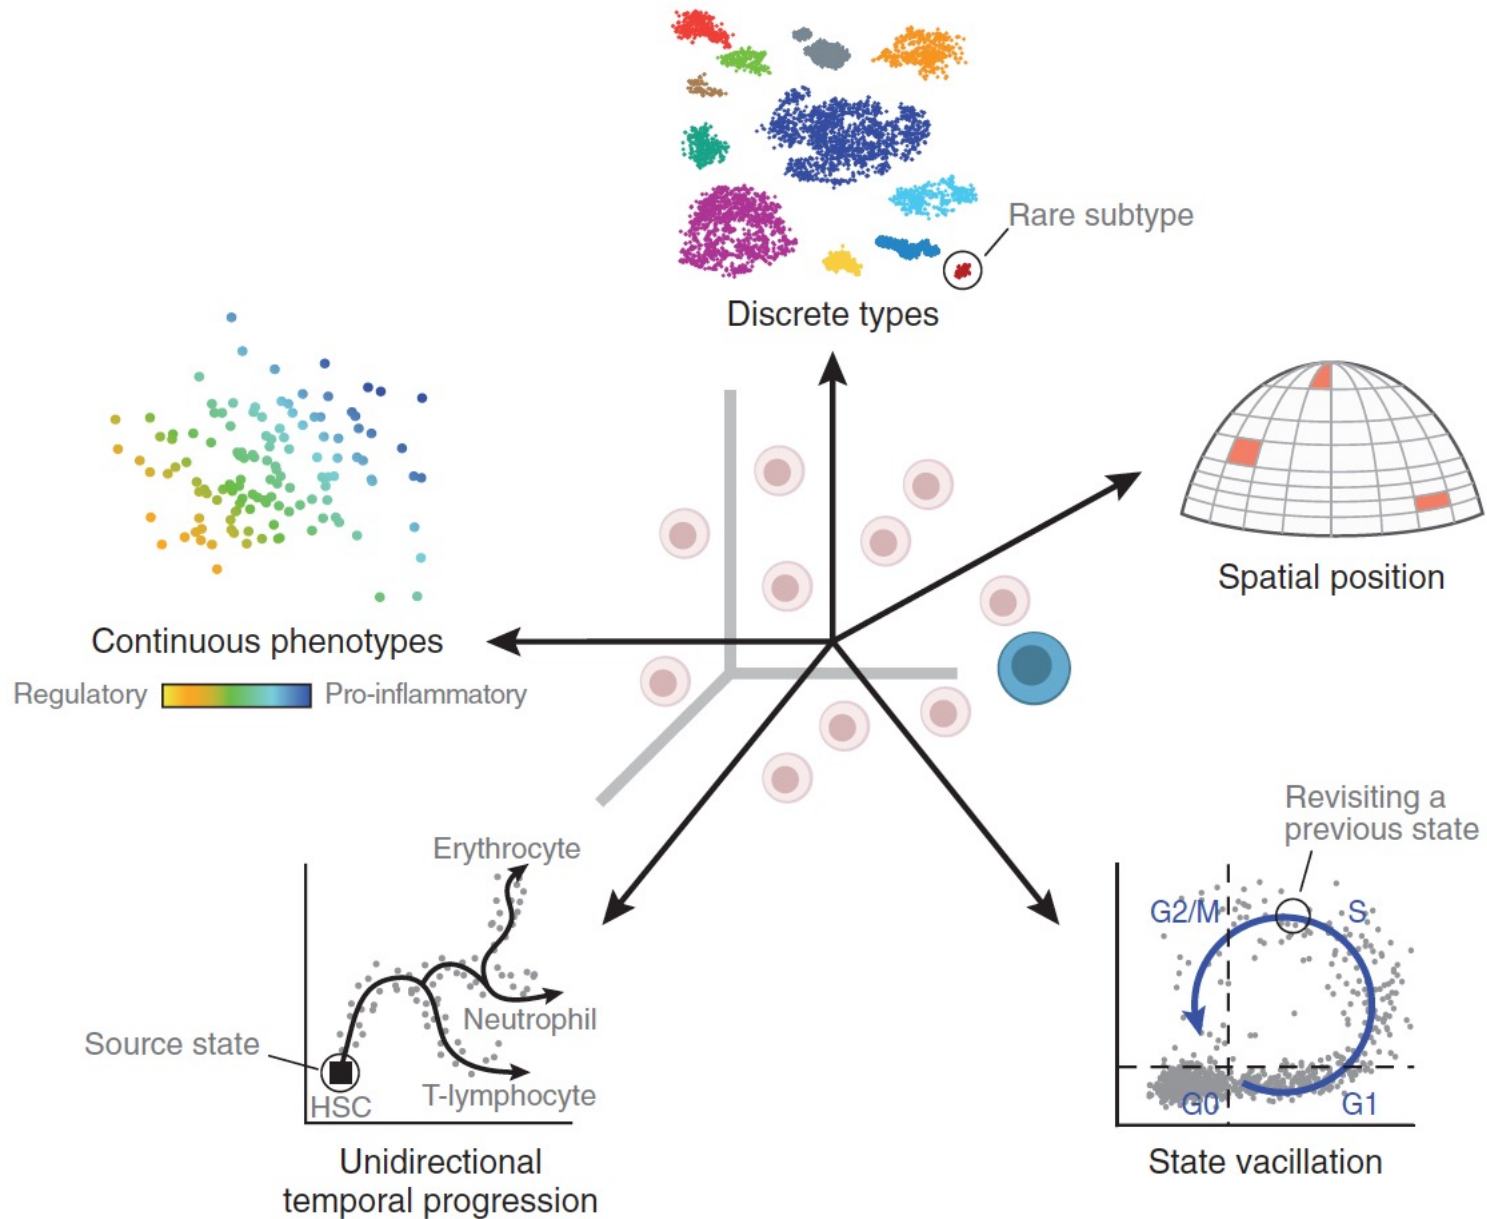 Rare subtype
Discrete types
Spatial position
Continuous phenotypes
Regulatory
Pro-inflammatory
Erythrocyte
Neutrophil
Source state
T-lymphocyte
HSC
Unidirectional
temporal progression
Revisiting a
previous state
G2/M
S
G0
G1
State vacillation